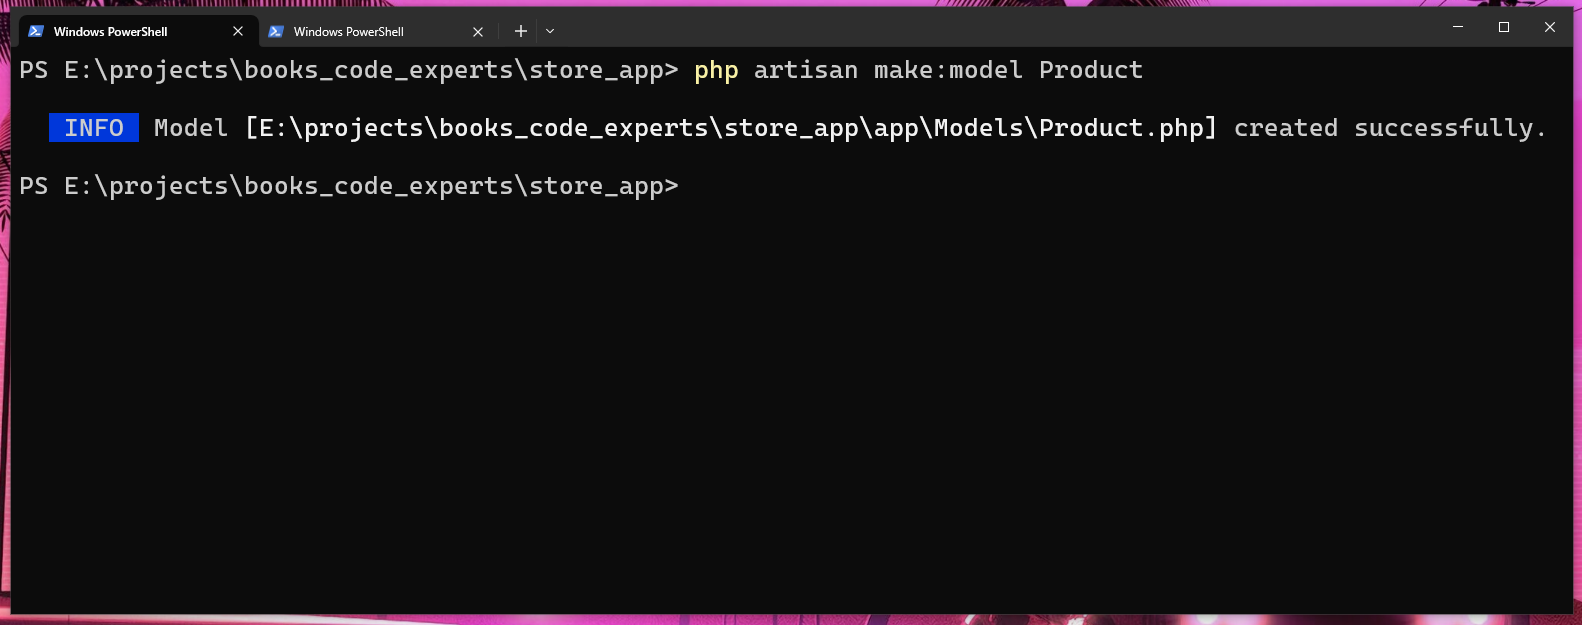 Windows PowerShell
Windows PowerShell
PS E:\projects\books_code_experts\store_app> php artisan make:model Product
INFO Model [E:\projects\books_code_experts\store_app\app\Models\Product.php] created successfully.
PS E:\projects\books_code_experts\store_app>